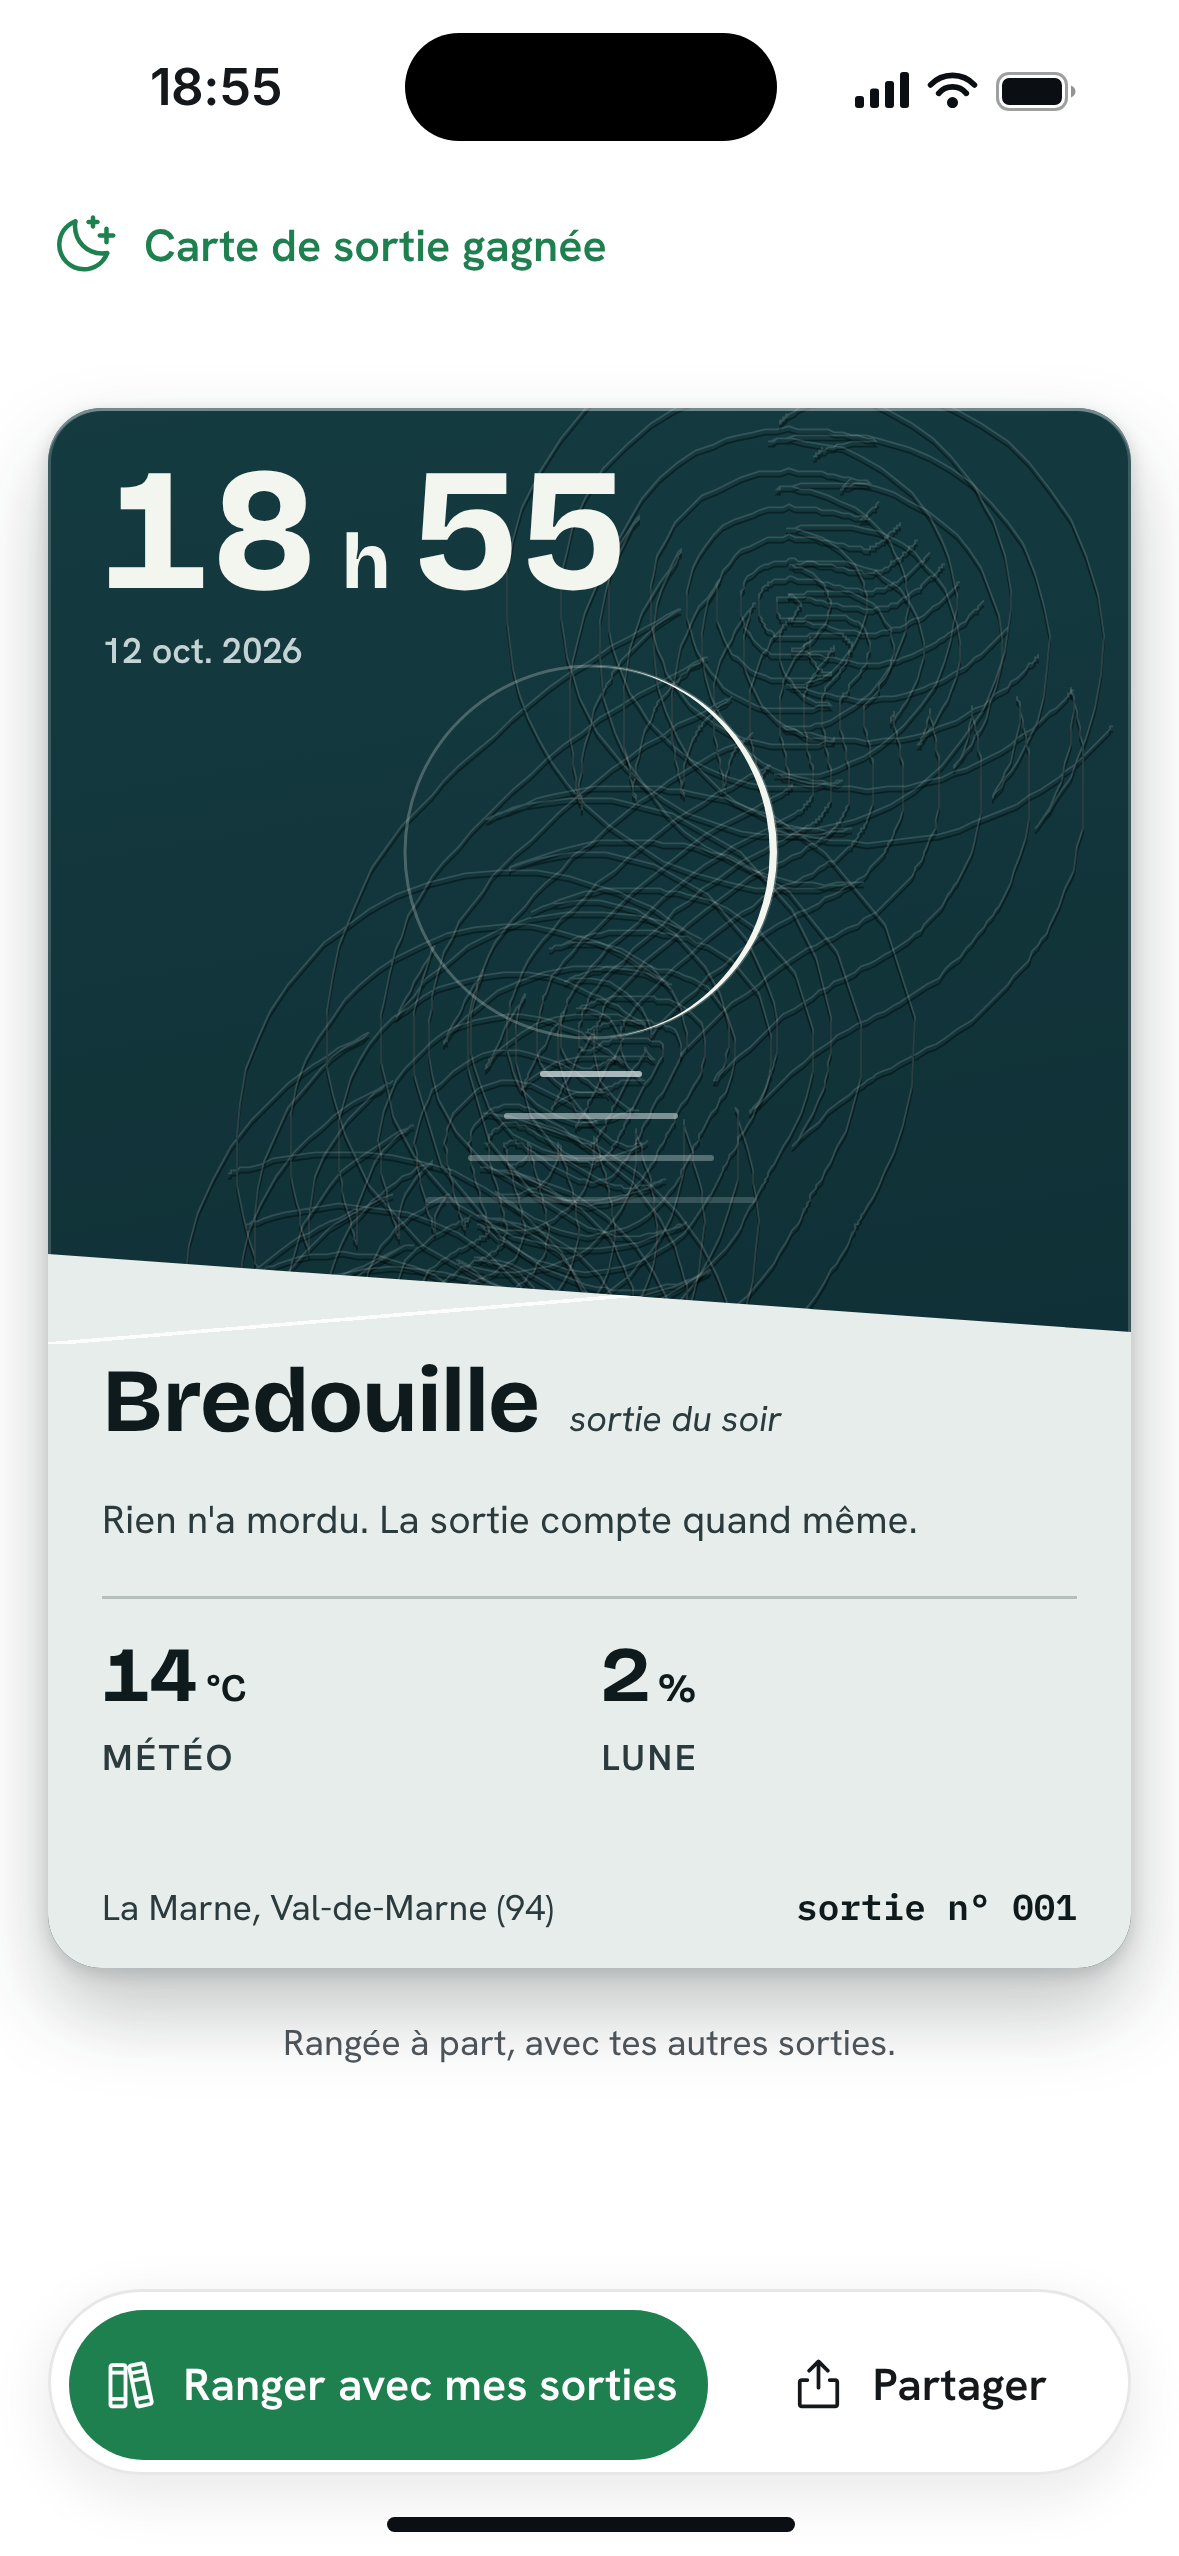 18:55
Carte de sortie gagnée
18 h 55
12 oct. 2026
Bredouille sortie du soir
Rien n'a mordu. La sortie compte quand même.
14 °C
2 %
MÉTÉO
LUNE
La Marne, Val-de-Marne (94)
sortie n° 001
Rangée à part, avec tes autres sorties.
Ranger avec mes sorties
Partager